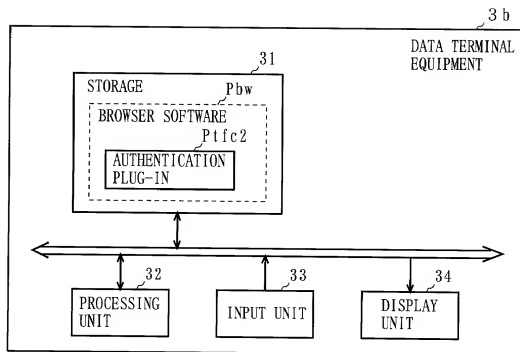 3b
DATA TERMINAL
EQUIPMENT
31
STORAGE
Pbw
BROWSER SOFTWARE
Ptfc2
AUTHENTICATION
PLUG-IN
32
PROCESSING
UNIT
33
INPUT UNIT
34
DISPLAY
UNIT